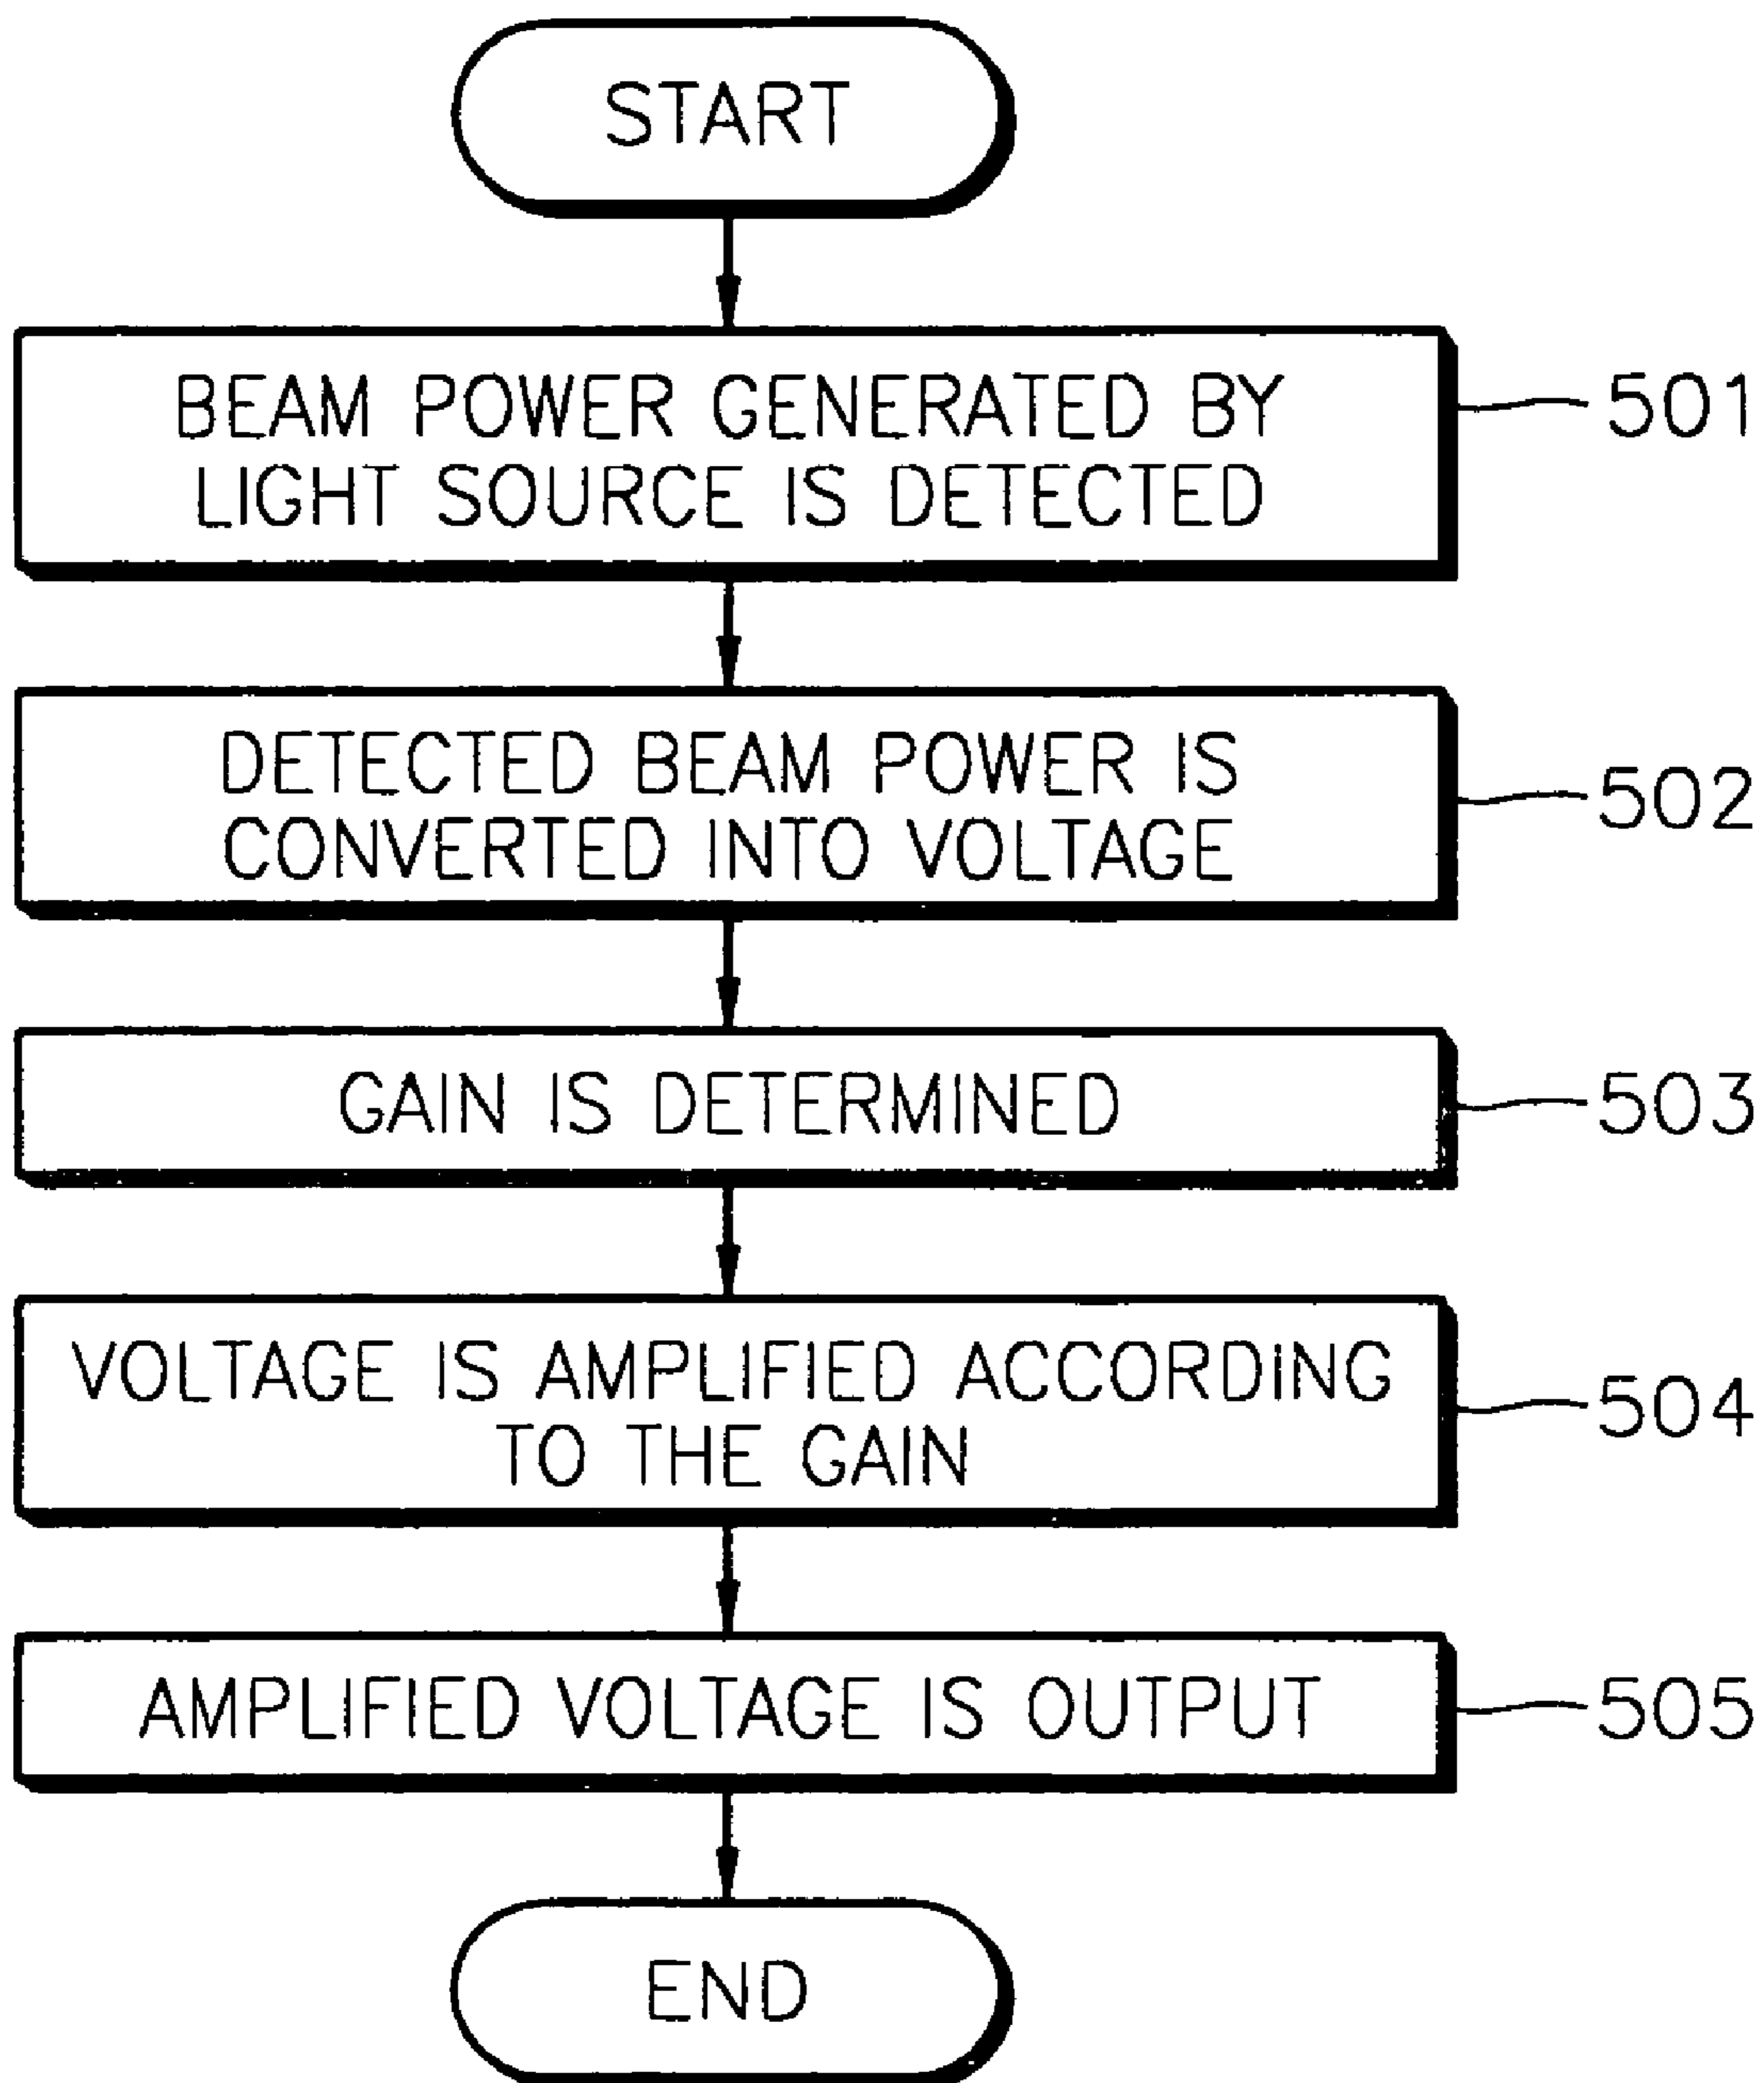 START
BEAM POWER GENERATED BY
LIGHT SOURCE IS DETECTED
501
DETECTED BEAM POWER IS
CONVERTED INTO VOLTAGE
502
GAIN IS DETERMINED
503
VOLTAGE IS AMPLIFIED ACCORDING
TO THE GAIN
504
AMPLIFIED VOLTAGE IS OUTPUT
505
END